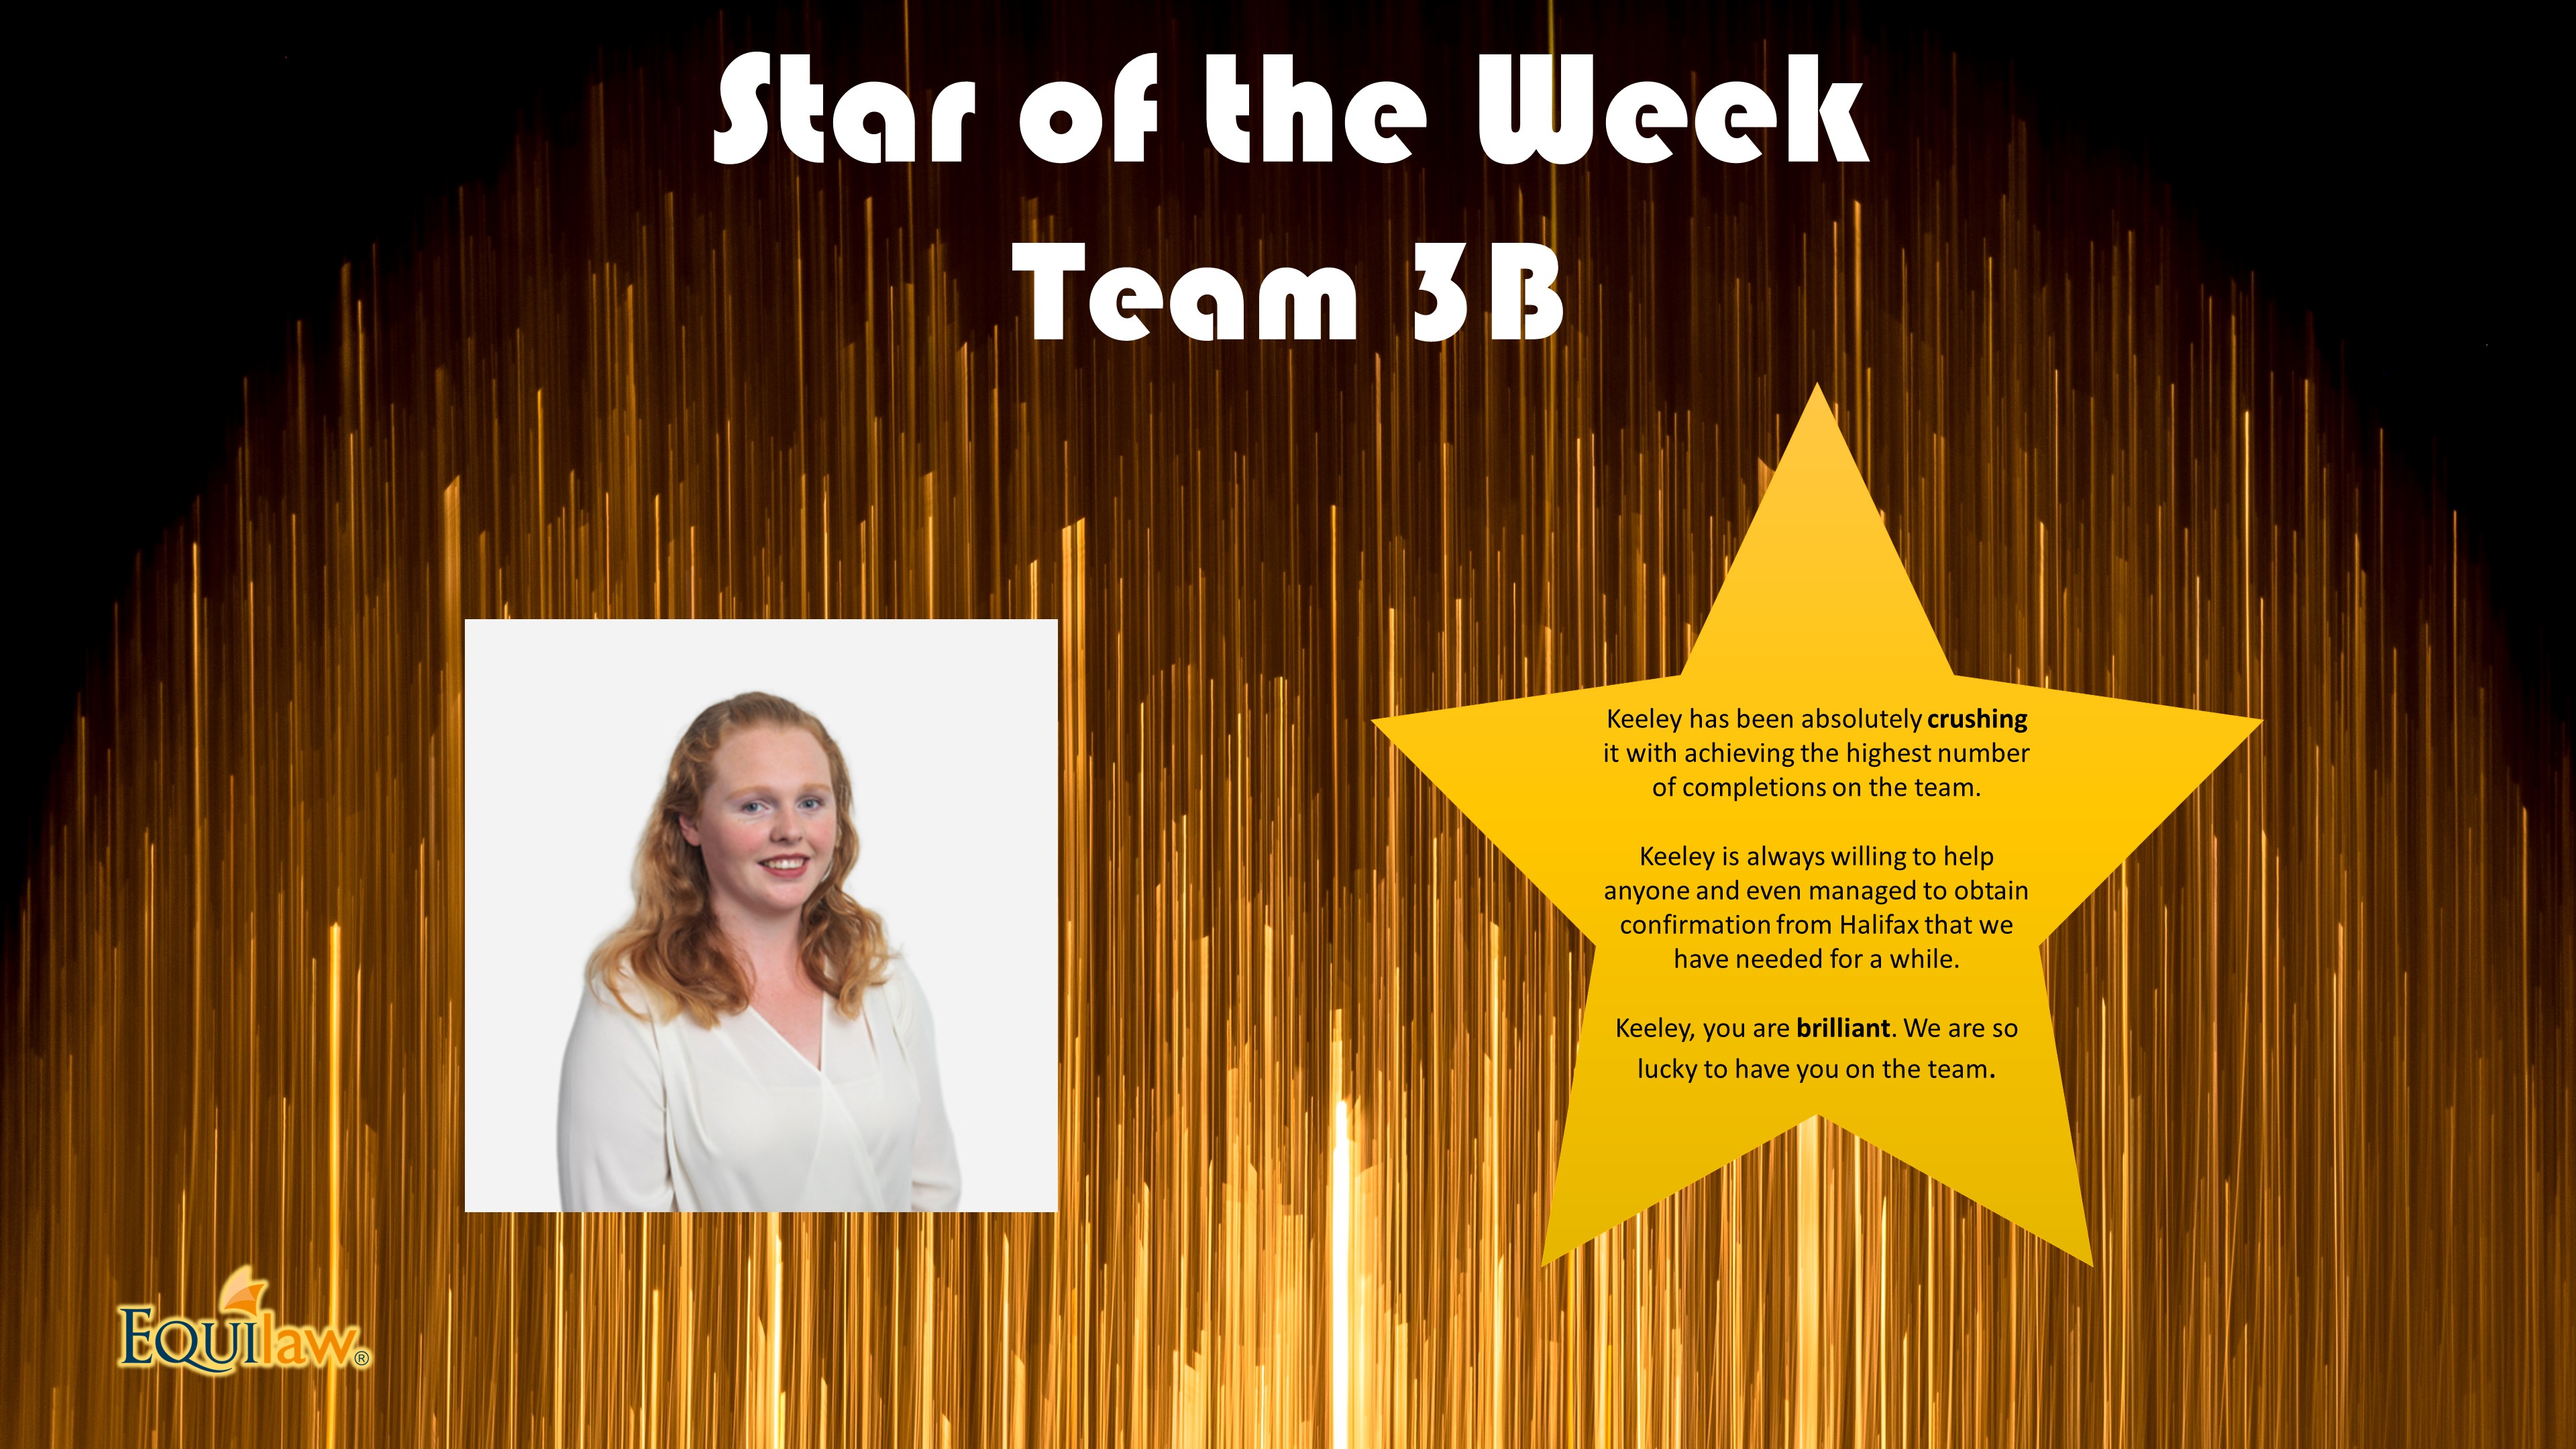 Star of the Week
Team 3B
Keeley has been absolutely crushing
it with achieving the highest number
of completions on the team.
Keeley is always willing to help
anyone and even managed to obtain
confirmation from Halifax that we
have needed for a while.
Keeley, you are brilliant. We are so
lucky to have you on the team.
EQUIlaw®